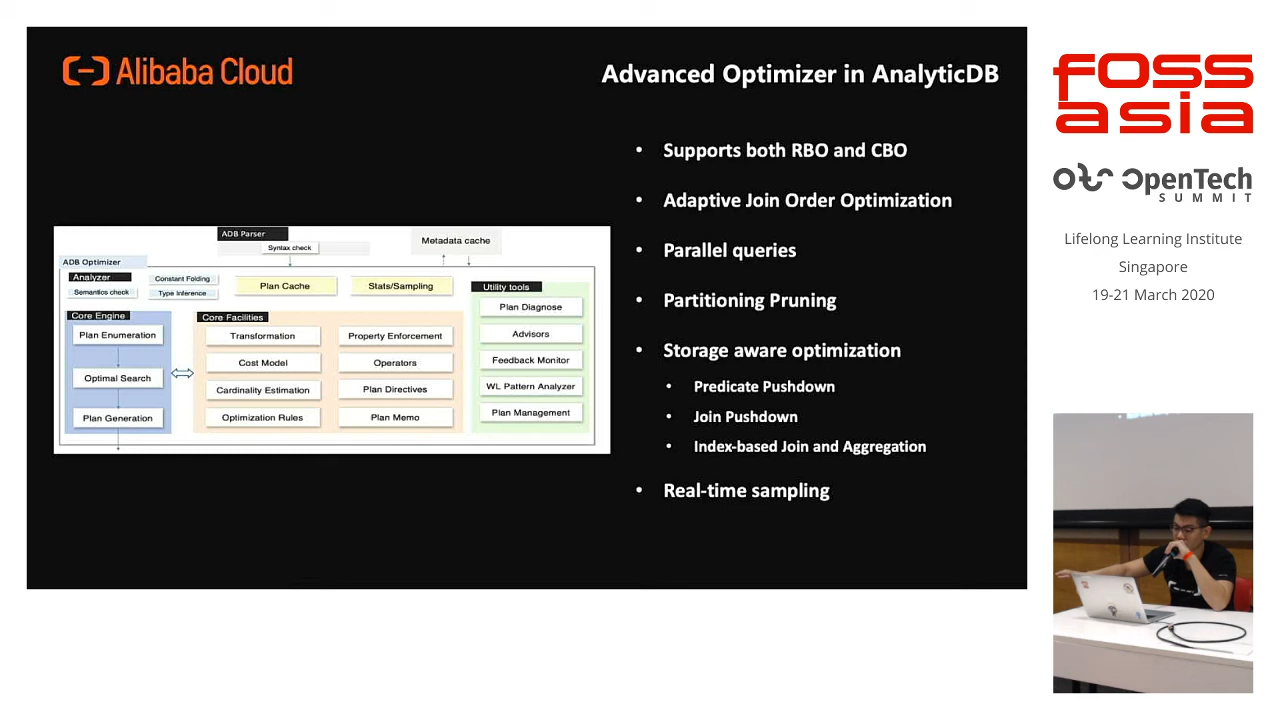 Alibaba Cloud
Advanced Optimizer in AnalyticDB
• Supports both RBO and CBO
• Adaptive Join Order Optimization
• Parallel queries
• Partitioning Pruning
• Storage aware optimization
• Predicate Pushdown
• Join Pushdown
• Index-based Join and Aggregation
• Real-time sampling
ADB Parser
Syntax check
Metadata cache
ADB Optimizer
Analyzer
Semantics check
Constant Folding
Type Inference
Plan Cache
Stats/Sampling
Utility tools
Plan Diagnose
Advisors
Feedback Monitor
WL Pattern Analyzer
Plan Management
Core Engine
Plan Enumeration
Optimal Search
Plan Generation
Core Facilities
Transformation
Property Enforcement
Cost Model
Operators
Cardinality Estimation
Plan Directives
Optimization Rules
Plan Memo
fossasia
OpenTech
SUMMIT
Lifelong Learning Institute
Singapore
19-21 March 2020